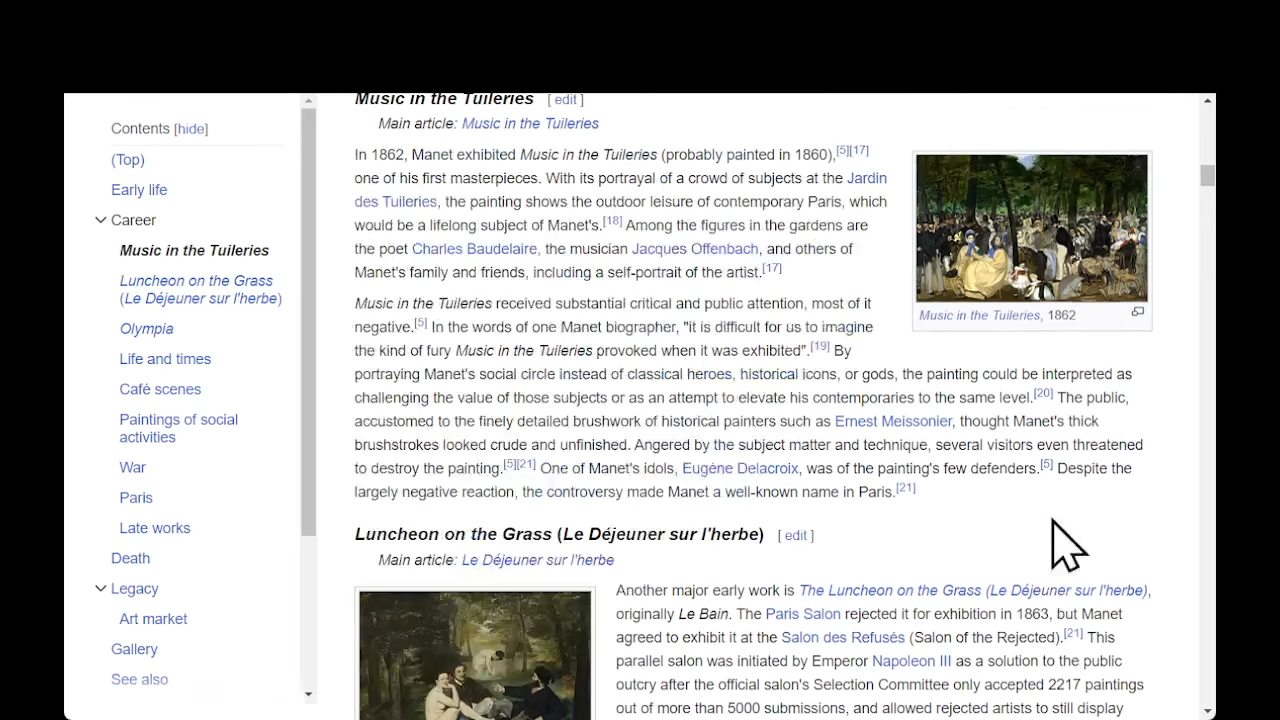 Contents [hide]
(Top)
Early life
Career
Music in the Tuileries
Luncheon on the Grass
(Le Déjeuner sur l'herbe)
Olympia
Life and times
Café scenes
Paintings of social
activities
War
Paris
Late works
Death
Legacy
Art market
Gallery
See also
Music in the Tuileries [ edit ]
Main article: Music in the Tuileries
In 1862, Manet exhibited Music in the Tuileries (probably painted in 1860),[5][17]
one of his first masterpieces. With its portrayal of a crowd of subjects at the Jardin
des Tuileries, the painting shows the outdoor leisure of contemporary Paris, which
would be a lifelong subject of Manet's.[18] Among the figures in the gardens are
the poet Charles Baudelaire, the musician Jacques Offenbach, and others of
Manet's family and friends, including a self-portrait of the artist.[17]
Music in the Tuileries, 1862
Music in the Tuileries received substantial critical and public attention, most of it
negative.[5] In the words of one Manet biographer, "it is difficult for us to imagine
the kind of fury Music in the Tuileries provoked when it was exhibited".[19] By
portraying Manet's social circle instead of classical heroes, historical icons, or gods, the painting could be interpreted as
challenging the value of those subjects or as an attempt to elevate his contemporaries to the same level.[20] The public,
accustomed to the finely detailed brushwork of historical painters such as Ernest Meissonier, thought Manet's thick
brushstrokes looked crude and unfinished. Angered by the subject matter and technique, several visitors even threatened
to destroy the painting.[5][21] One of Manet's idols, Eugène Delacroix, was of the painting's few defenders.[5] Despite the
largely negative reaction, the controversy made Manet a well-known name in Paris.[21]
Luncheon on the Grass (Le Déjeuner sur l'herbe) [ edit ]
Main article: Le Déjeuner sur l'herbe
Another major early work is The Luncheon on the Grass (Le Déjeuner sur l'herbe),
originally Le Bain. The Paris Salon rejected it for exhibition in 1863, but Manet
agreed to exhibit it at the Salon des Refusés (Salon of the Rejected).[21] This
parallel salon was initiated by Emperor Napoleon III as a solution to the public
outcry after the official salon's Selection Committee only accepted 2217 paintings
out of more than 5000 submissions, and allowed rejected artists to still display